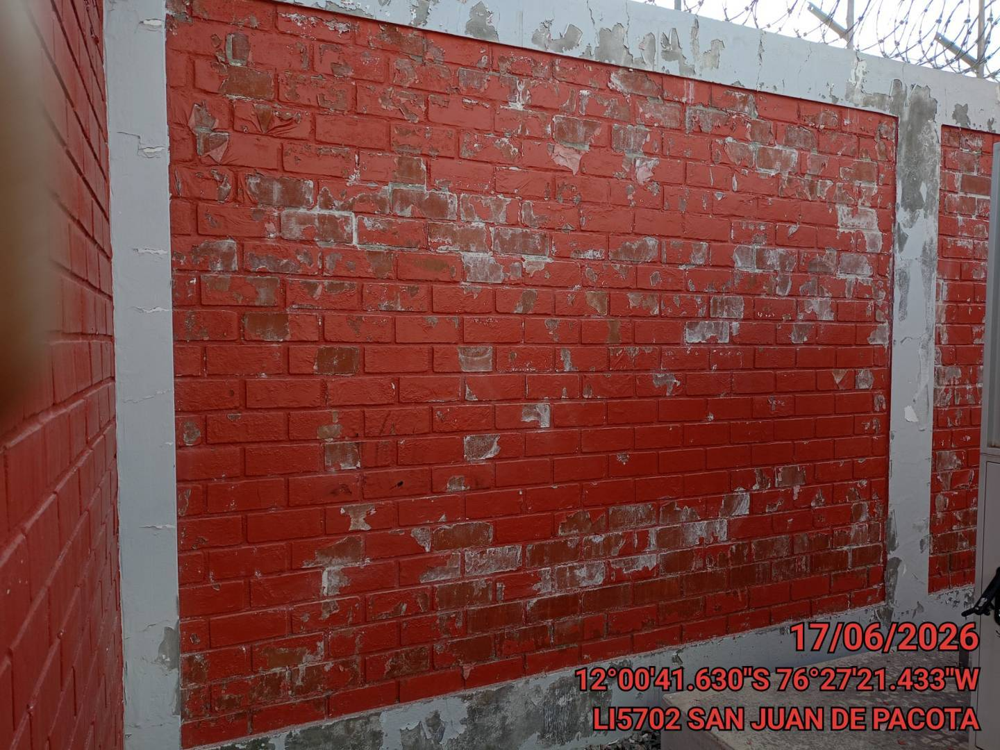 17/06/2026
12°00'41.630"S 76°27'21.433"W
LI5702 SAN JUAN DE PACOTA